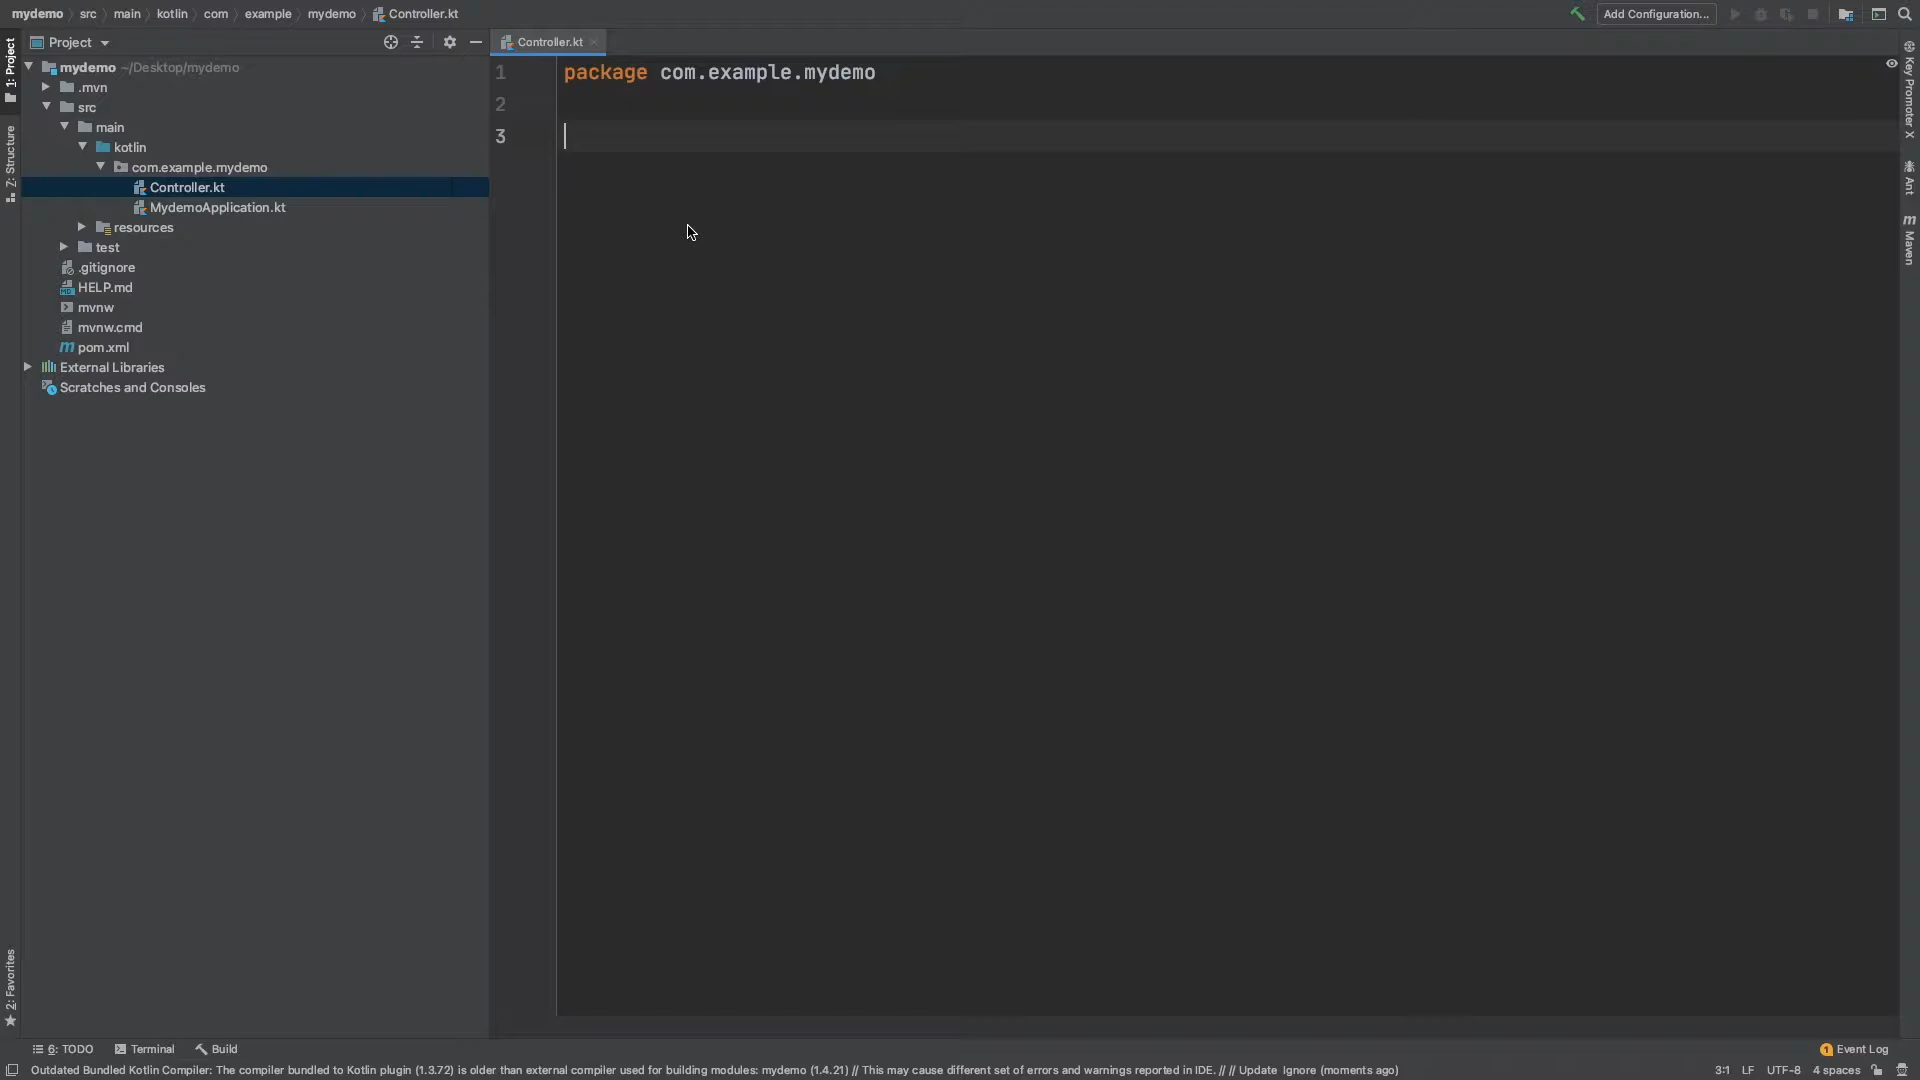 mydemo src main kotlin com example mydemo Controller.kt
Add Configuration...
Project
Controller.kt
1: Project
Z: Structure
2: Favorites
mydemo ~/Desktop/mydemo
.mvn
src
main
kotlin
com.example.mydemo
Controller.kt
MydemoApplication.kt
resources
test
.gitignore
HELP.md
mvnw
mvnw.cmd
pom.xml
External Libraries
Scratches and Consoles
1 package com.example.mydemo
2
3
Key Promoter X
Ant
Maven
6: TODO Terminal Build
1 Event Log
Outdated Bundled Kotlin Compiler: The compiler bundled to Kotlin plugin (1.3.72) is older than external compiler used for building modules: mydemo (1.4.21) // This may cause different set of errors and warnings reported in IDE. // // Update Ignore (moments ago)
3:1 LF UTF-8 4 spaces